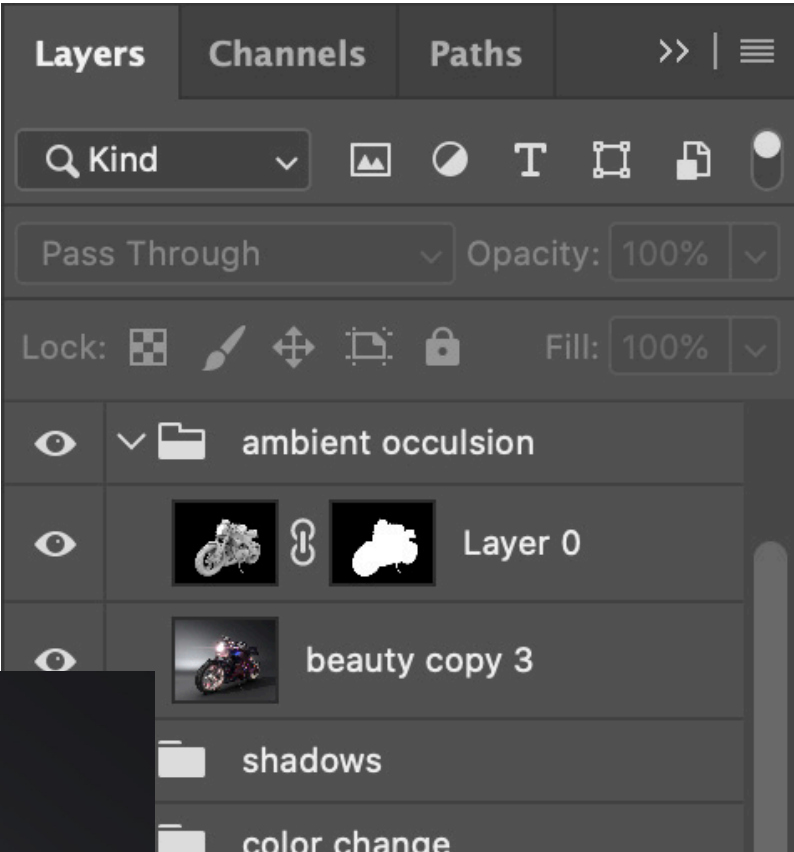 Layers Channels Paths
Kind
Pass Through Opacity: 100%
Lock: Fill: 100%
ambient occulsion
Layer 0
beauty copy 3
shadows
color change